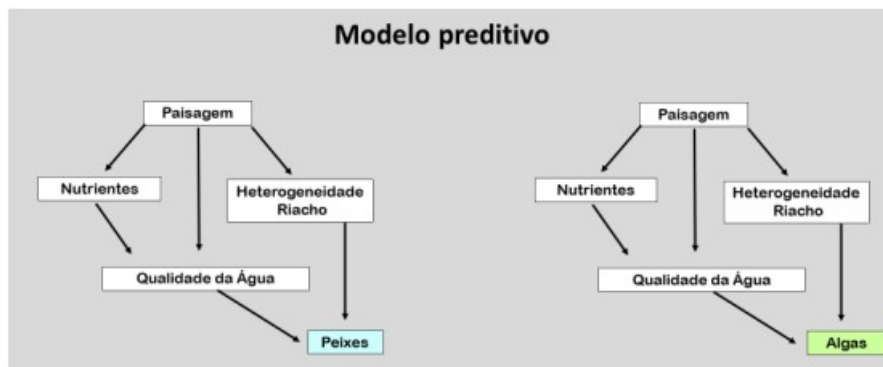 Modelo preditivo
Paisagem
Nutrientes
Heterogeneidade
Riacho
Qualidade da Água
Peixes
Paisagem
Nutrientes
Heterogeneidade
Riacho
Qualidade da Água
Algas